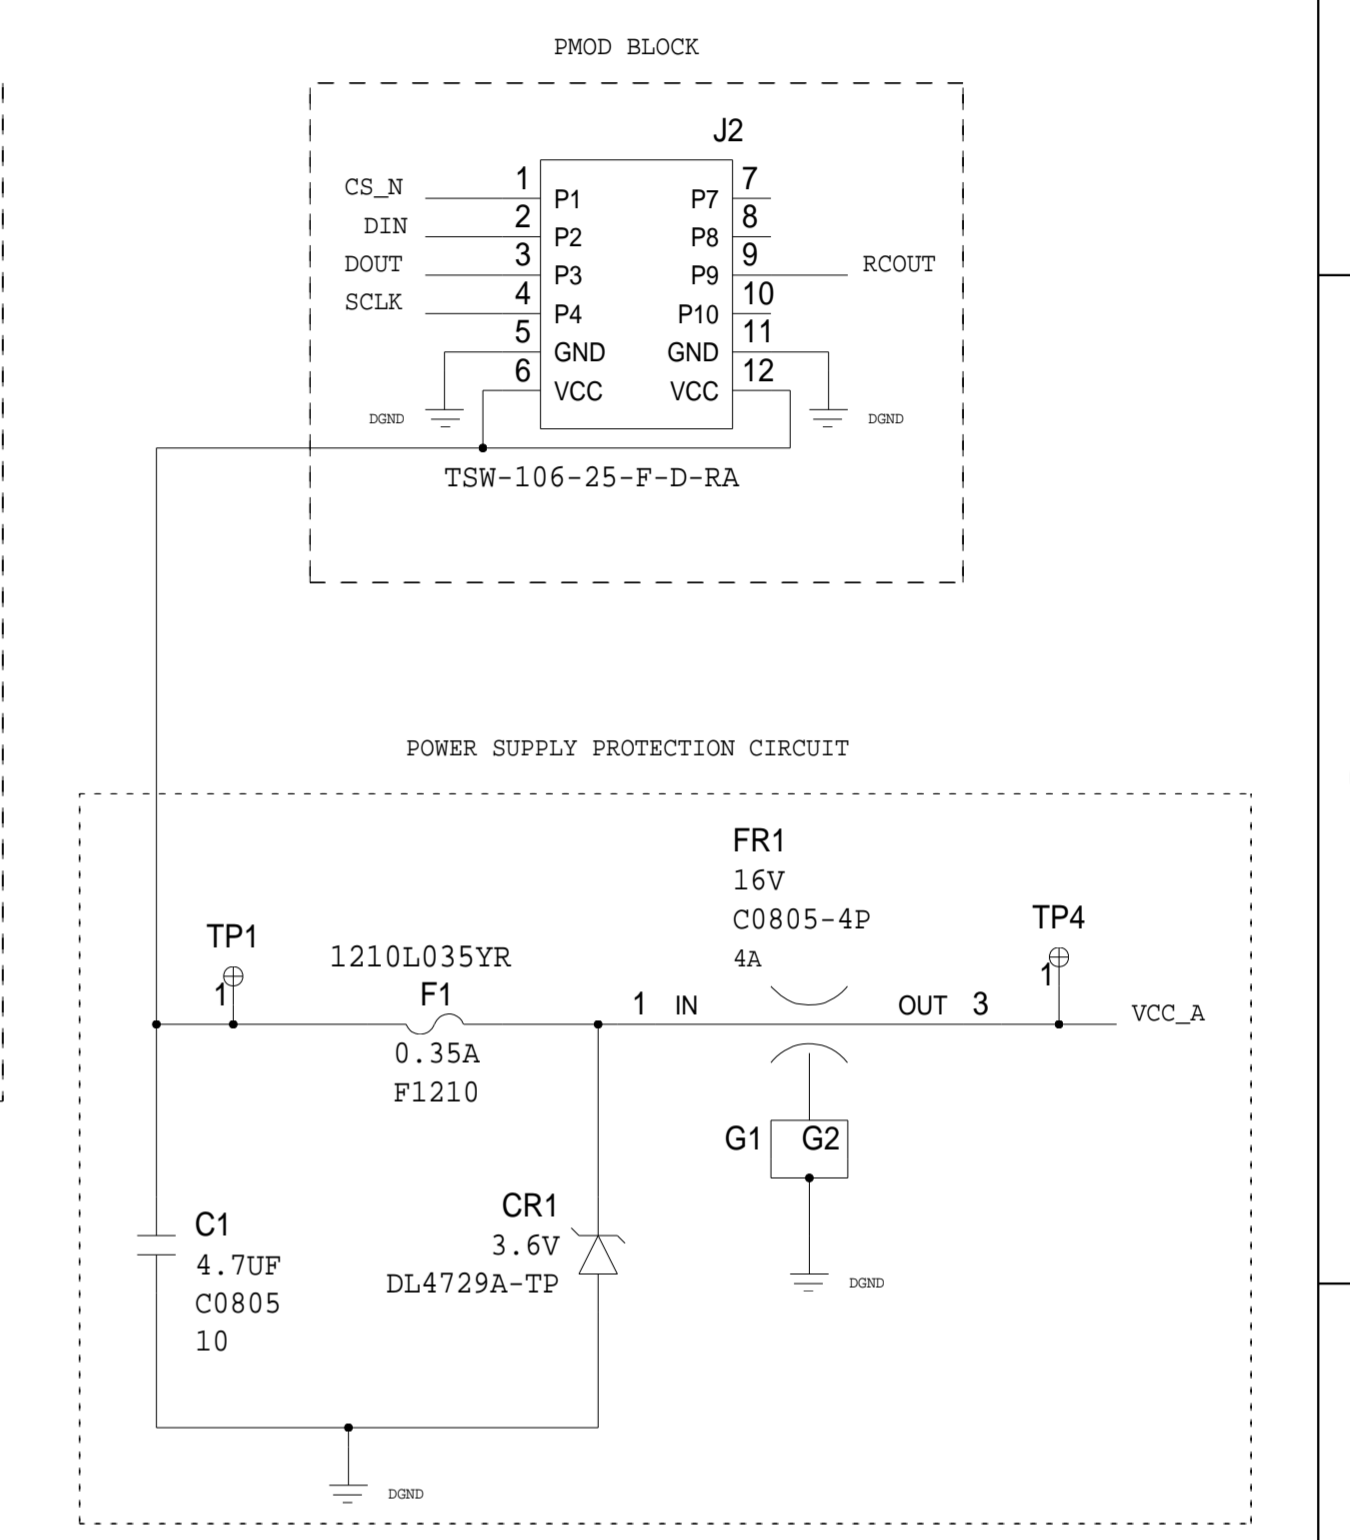 PMOD BLOCK
J2
CS_N 1 P1 P7 7
DIN 2 P2 P8 8
DOUT 3 P3 P9 9 RCOUT
SCLK 4 P4 P10 10
5 GND GND 11
6 VCC VCC 12
DGND DGND
TSW-106-25-F-D-RA
POWER SUPPLY PROTECTION CIRCUIT
FR1
16V
C0805-4P
4A
TP1
1
1210L035YR
F1
0.35A
F1210
1 IN OUT 3
TP4
1
VCC_A
G1 G2
DGND
CR1
3.6V
DL4729A-TP
C1
4.7UF
C0805
10
DGND